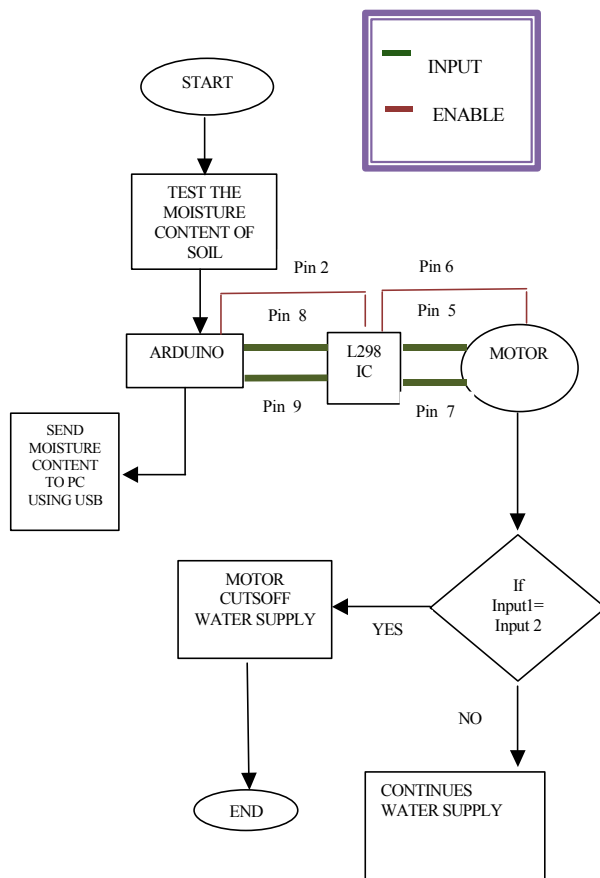 START
INPUT
ENABLE
TEST THE
MOISTURE
CONTENT OF
SOIL
Pin 2
Pin 6
Pin 8
Pin 5
ARDUINO
L298
IC
MOTOR
Pin 9
Pin 7
SEND
MOISTURE
CONTENT
TO PC
USING USB
MOTOR
CUTSOFF
WATER SUPPLY
If
Input1=
Input 2
YES
NO
CONTINUES
WATER SUPPLY
END